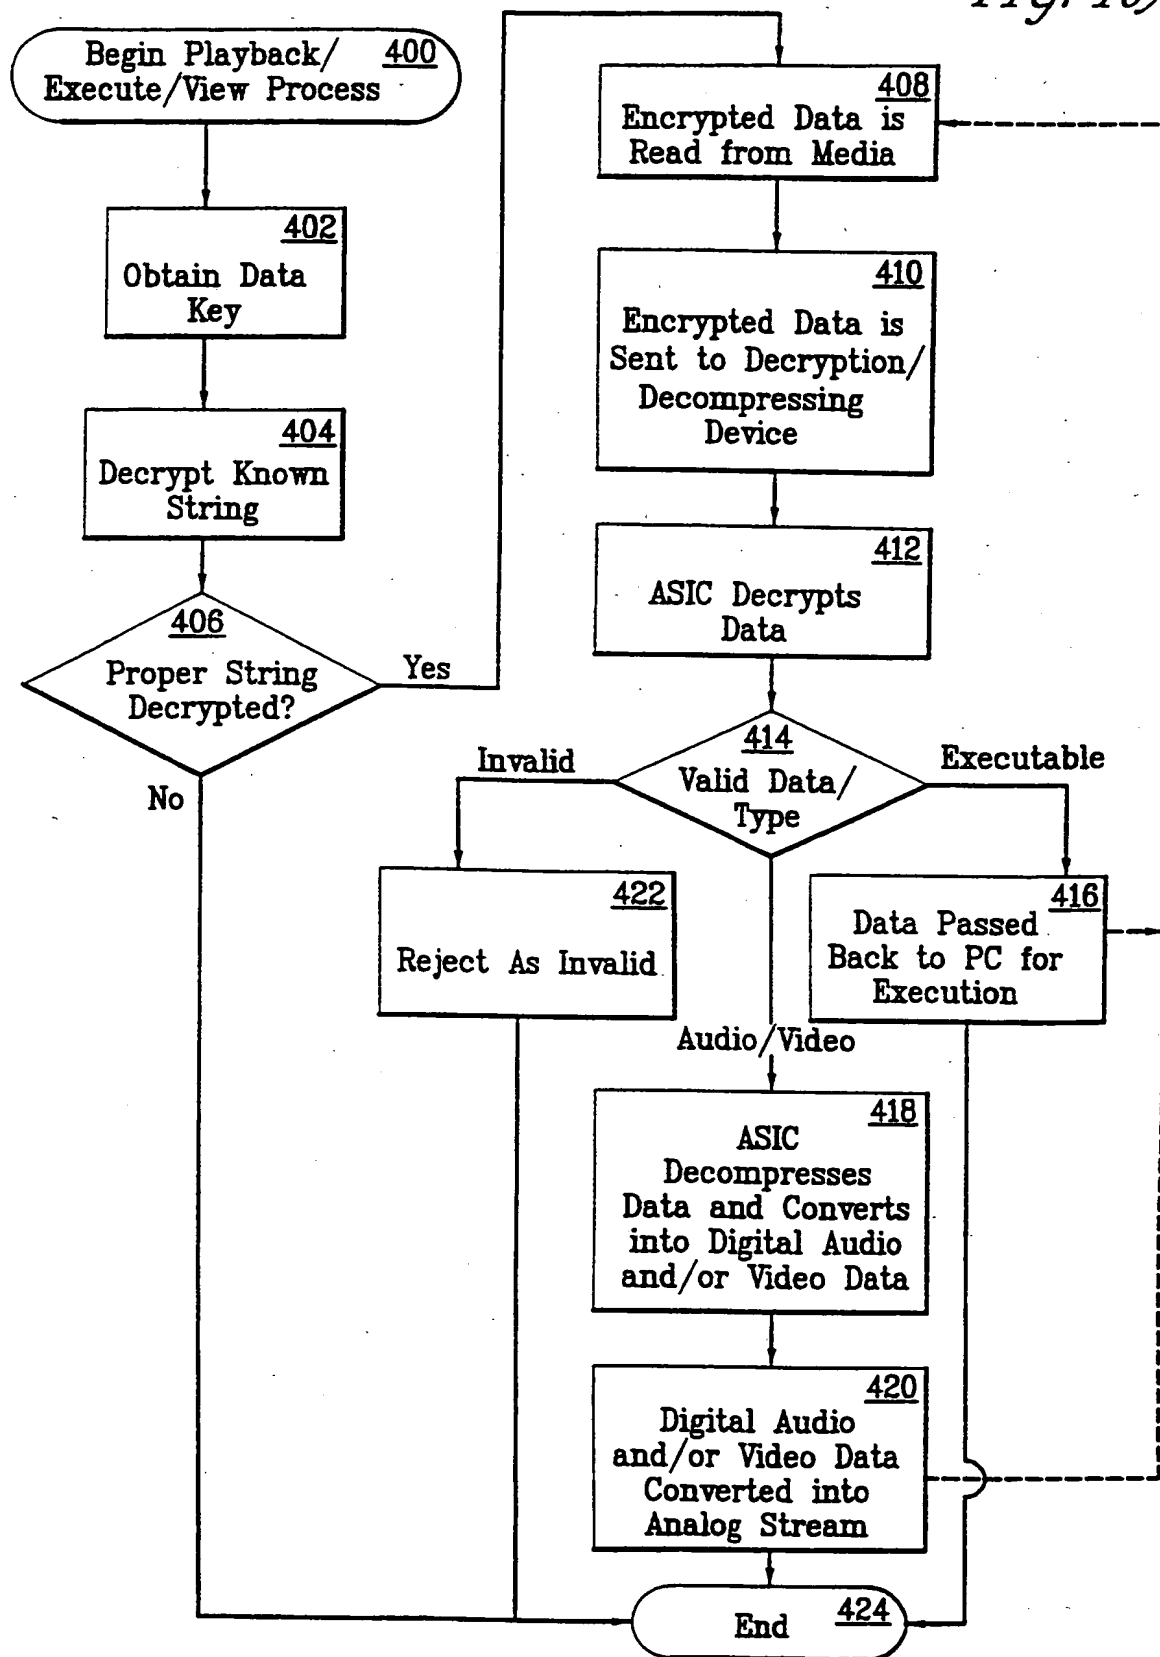 400
Begin Playback/
Execute/View Process
402
Obtain Data
Key
404
Decrypt Known
String
406
Proper String
Decrypted?
Yes
No
408
Encrypted Data is
Read from Media
410
Encrypted Data is
Sent to Decryption/
Decompressing
Device
412
ASIC Decrypts
Data
414
Valid Data/
Type
Invalid
Executable
Audio/Video
422
Reject As Invalid
416
Data Passed
Back to PC for
Execution
418
ASIC
Decompresses
Data and Converts
into Digital Audio
and/or Video Data
420
Digital Audio
and/or Video Data
Converted into
Analog Stream
424
End